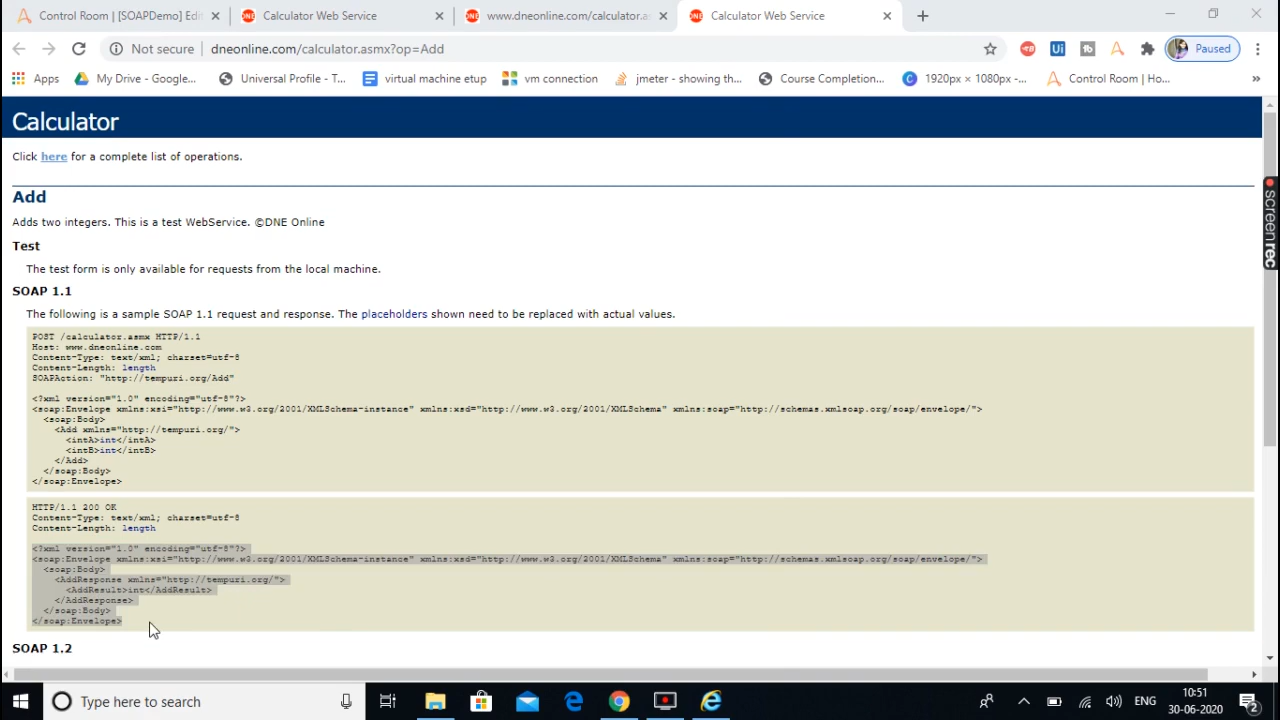 Control Room | [SOAPDemo] Edi
Calculator Web Service
www.dneonline.com/calculator.as
Calculator Web Service
Not secure
dneonline.com/calculator.asmx?op=Add
Paused
Apps
My Drive - Google...
Universal Profile - T...
virtual machine etup
vm connection
jmeter - showing th...
Course Completion...
1920px × 1080px -...
Control Room | Ho...
Calculator
Click here for a complete list of operations.
Add
Adds two integers. This is a test WebService. ©DNE Online
Test
The test form is only available for requests from the local machine.
SOAP 1.1
The following is a sample SOAP 1.1 request and response. The placeholders shown need to be replaced with actual values.
POST /calculator.asmx HTTP/1.1
Host: www.dneonline.com
Content-Type: text/xml; charset=utf-8
Content-Length: length
SOAPAction: "http://tempuri.org/Add"
<?xml version="1.0" encoding="utf-8"?>
<soap:Envelope xmlns:xsi="http://www.w3.org/2001/XMLSchema-instance" xmlns:xsd="http://www.w3.org/2001/XMLSchema" xmlns:soap="http://schemas.xmlsoap.org/soap/envelope/">
<soap:Body>
<Add xmlns="http://tempuri.org/">
<intA>int</intA>
<intB>int</intB>
</Add>
</soap:Body>
</soap:Envelope>
HTTP/1.1 200 OK
Content-Type: text/xml; charset=utf-8
Content-Length: length
<?xml version="1.0" encoding="utf-8"?>
<soap:Envelope xmlns:xsi="http://www.w3.org/2001/XMLSchema-instance" xmlns:xsd="http://www.w3.org/2001/XMLSchema" xmlns:soap="http://schemas.xmlsoap.org/soap/envelope/">
<soap:Body>
<AddResponse xmlns="http://tempuri.org/">
<AddResult>int</AddResult>
</AddResponse>
</soap:Body>
</soap:Envelope>
SOAP 1.2
screenrec
Type here to search
ENG
10:51
30-06-2020
2